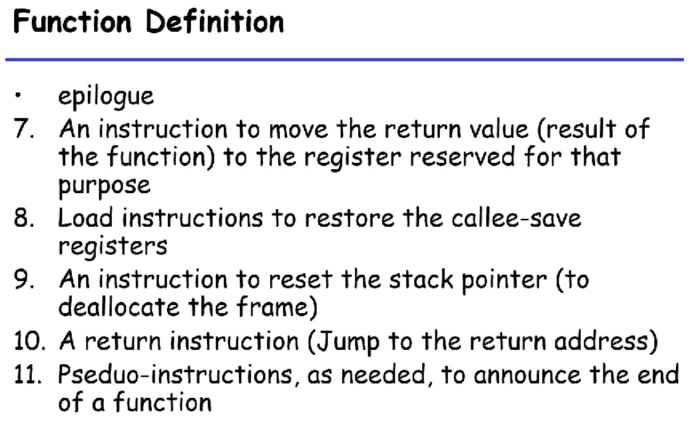 Function Definition
• epilogue
7. An instruction to move the return value (result of
the function) to the register reserved for that
purpose
8. Load instructions to restore the callee-save
registers
9. An instruction to reset the stack pointer (to
deallocate the frame)
10. A return instruction (Jump to the return address)
11. Pseduo-instructions, as needed, to announce the end
of a function